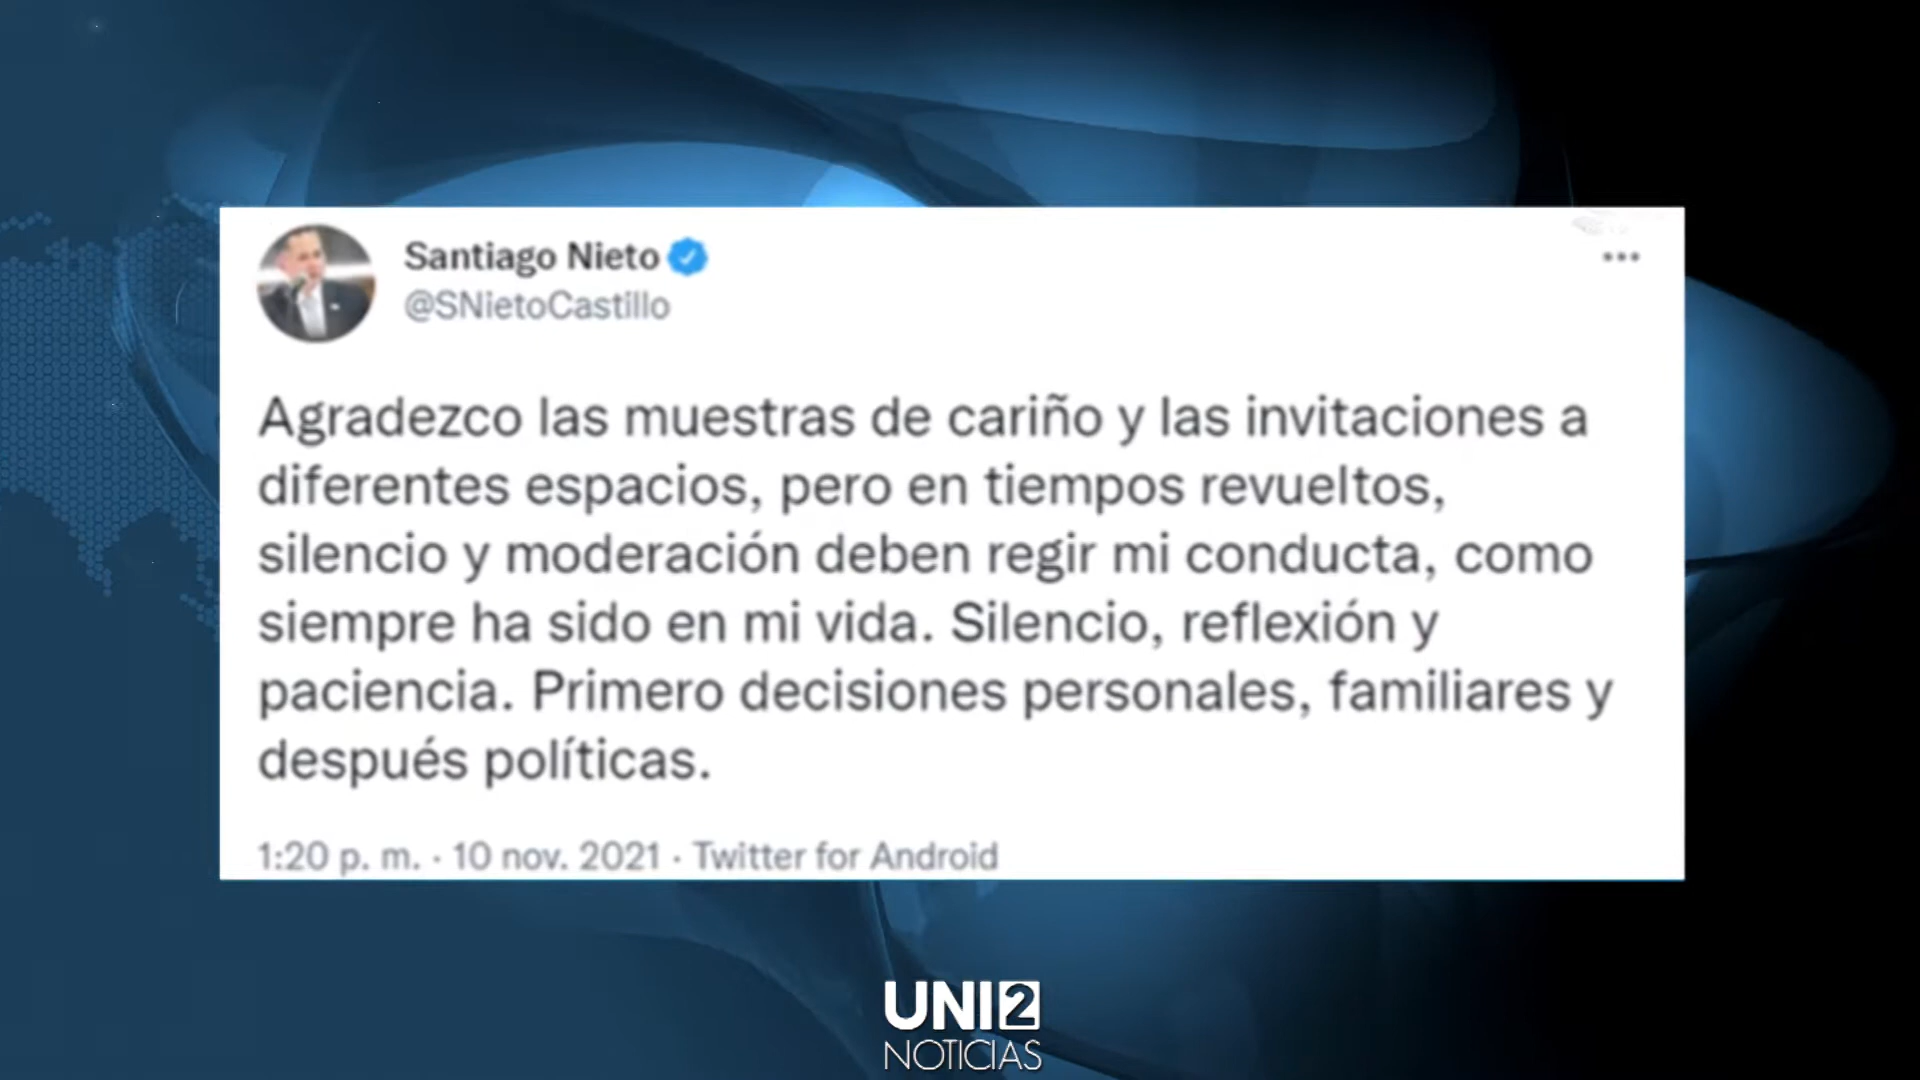 Santiago Nieto
@SNietoCastillo
Agradezco las muestras de cariño y las invitaciones a
diferentes espacios, pero en tiempos revueltos,
silencio y moderación deben regir mi conducta, como
siempre ha sido en mi vida. Silencio, reflexión y
paciencia. Primero decisiones personales, familiares y
después políticas.
1:20 p. m. · 10 nov. 2021 · Twitter for Android
UNI2
NOTICIAS